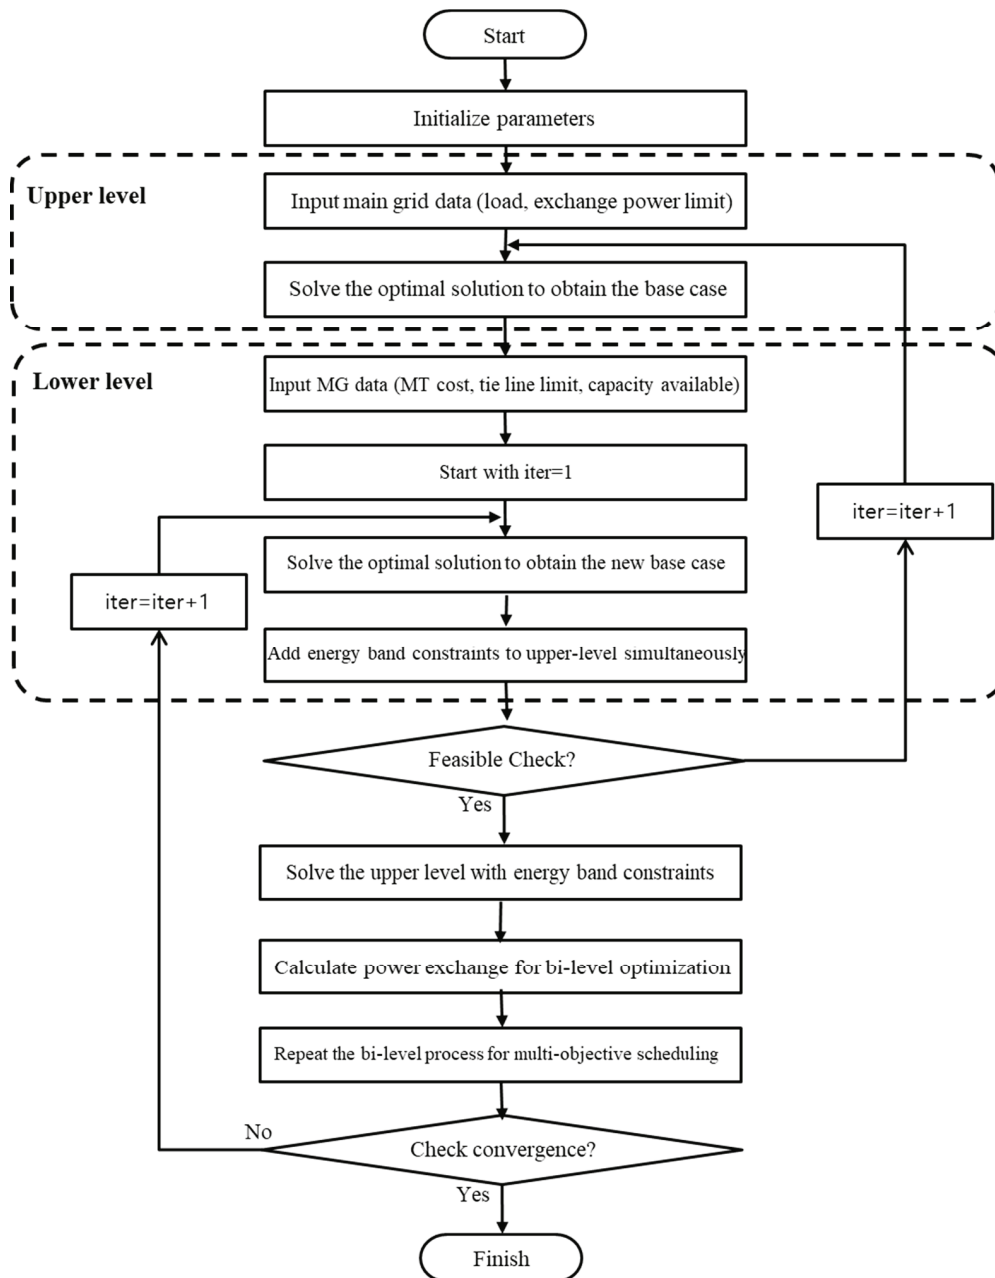 Start
Initialize parameters
Upper level
Input main grid data (load, exchange power limit)
Solve the optimal solution to obtain the base case
Lower level
Input MG data (MT cost, tie line limit, capacity available)
Start with iter=1
iter=iter+1
Solve the optimal solution to obtain the new base case
iter=iter+1
Add energy band constraints to upper-level simultaneously
Feasible Check?
Yes
Solve the upper level with energy band constraints
Calculate power exchange for bi-level optimization
Repeat the bi-level process for multi-objective scheduling
No
Check convergence?
Yes
Finish